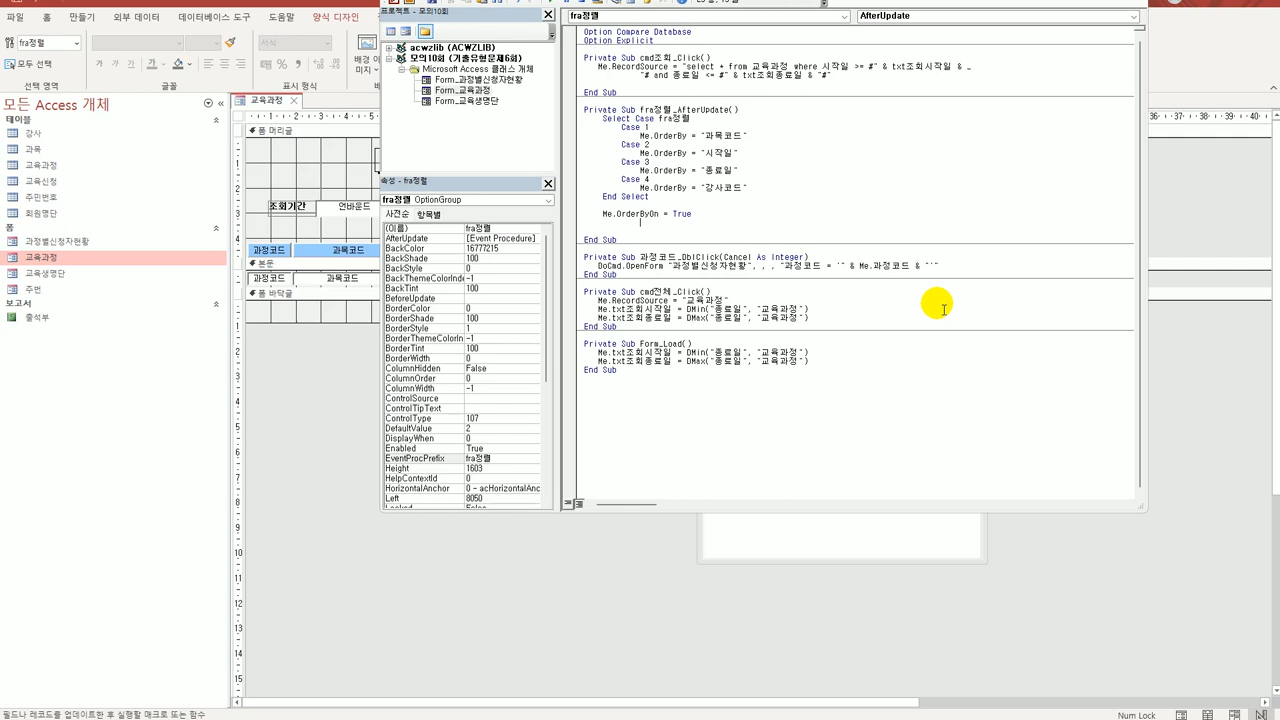 파일 홈 만들기 외부 데이터 데이터베이스 도구 도움말 양식 디자인
fra정렬
모두 선택
선택 영역
글꼴
서식
표시 형식
배경 이
미지
모든 Access 개체
테이블
강사
과목
교육과정
교육신청
주민번호
회원명단
폼
과정별신청자현황
교육과정
교육생명단
주번
보고서
출석부
교육과정
폼 머리글
조회기간 언바운드
과정코드 과목코드
본문
과정코드 과목코드
폼 바닥글
프로젝트 - 모의10회
acwzlib (ACWZLIB)
모의10회 (기출유형문제6회)
Microsoft Access 클래스 개체
Form_과정별신청자현황
Form_교육과정
Form_교육생명단
속성 - fra정렬
fra정렬 OptionGroup
사전순 항목별
(이름) fra정렬
AfterUpdate [Event Procedure]
BackColor 16777215
BackShade 100
BackStyle 0
BackThemeColorInde -1
BackTint 100
BeforeUpdate
BorderColor 0
BorderShade 100
BorderStyle 1
BorderThemeColorIn -1
BorderTint 100
BorderWidth 0
ColumnHidden False
ColumnOrder 0
ColumnWidth -1
ControlSource
ControlTipText
ControlType 107
DefaultValue 2
DisplayWhen 0
Enabled True
EventProcPrefix fra정렬
Height 1603
HelpContextId 0
HorizontalAnchor 0 - acHorizontalAnc
Left 8050
fra정렬 AfterUpdate
Option Compare Database
Option Explicit
Private Sub cmd조회_Click()
Me.RecordSource = "select * from 교육과정 where 시작일 >= #" & txt조회시작일 & _
"# and 종료일 <= #" & txt조회종료일 & "#"
End Sub
Private Sub fra정렬_AfterUpdate()
Select Case fra정렬
Case 1
Me.OrderBy = "과목코드"
Case 2
Me.OrderBy = "시작일"
Case 3
Me.OrderBy = "종료일"
Case 4
Me.OrderBy = "강사코드"
End Select
Me.OrderByOn = True
End Sub
Private Sub 과정코드_DblClick(Cancel As Integer)
DoCmd.OpenForm "과정별신청자현황", , , "과정코드 = '" & Me.과정코드 & "'"
End Sub
Private Sub cmd전체_Click()
Me.RecordSource = "교육과정"
Me.txt조회시작일 = DMin("종료일", "교육과정")
Me.txt조회종료일 = DMax("종료일", "교육과정")
End Sub
Private Sub Form_Load()
Me.txt조회시작일 = DMin("종료일", "교육과정")
Me.txt조회종료일 = DMax("종료일", "교육과정")
End Sub
필드나 레코드를 업데이트한 후 실행할 매크로 또는 함수
Num Lock